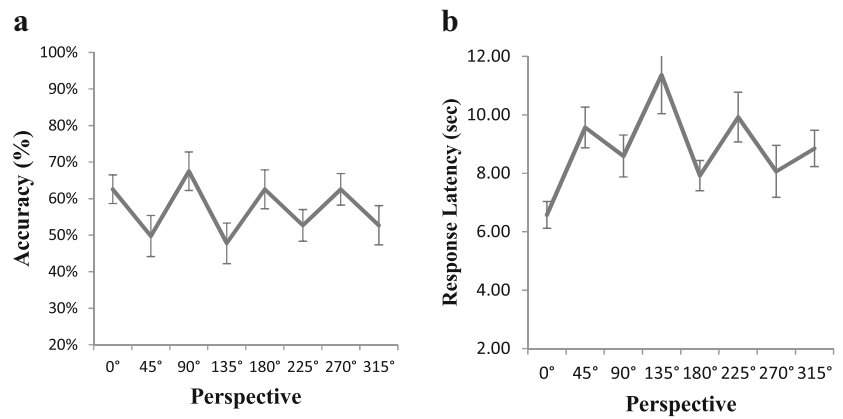 a
100%
90%
80%
70%
60%
50%
40%
30%
20%
Accuracy (%)
0° 45° 90° 135° 180° 225° 270° 315°
Perspective
b
12.00
10.00
8.00
6.00
4.00
2.00
Response Latency (sec)
0° 45° 90° 135° 180° 225° 270° 315°
Perspective